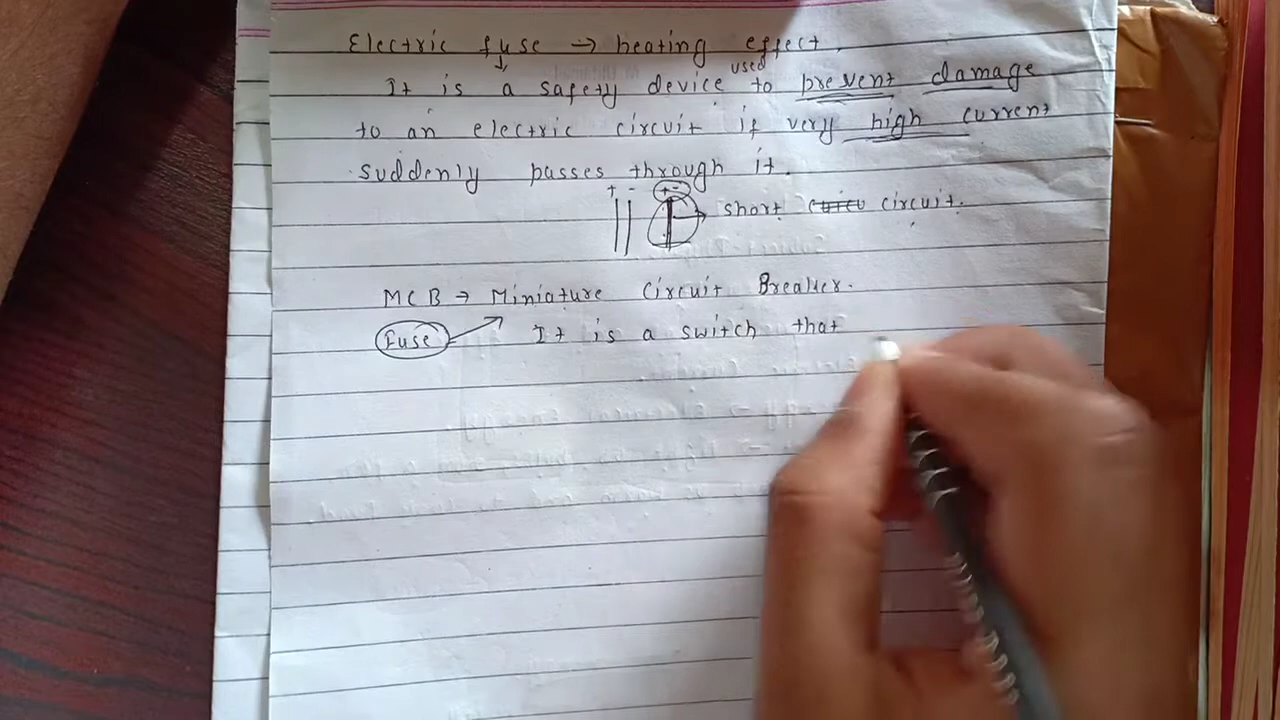 Electric fuse → heating effect.
It is a safety device used to prevent damage
to an electric circuit if very high current
suddenly passes through it.
+ - + -
short circuit.
MCB → Miniature Circuit Breaker.
Fuse It is a switch that